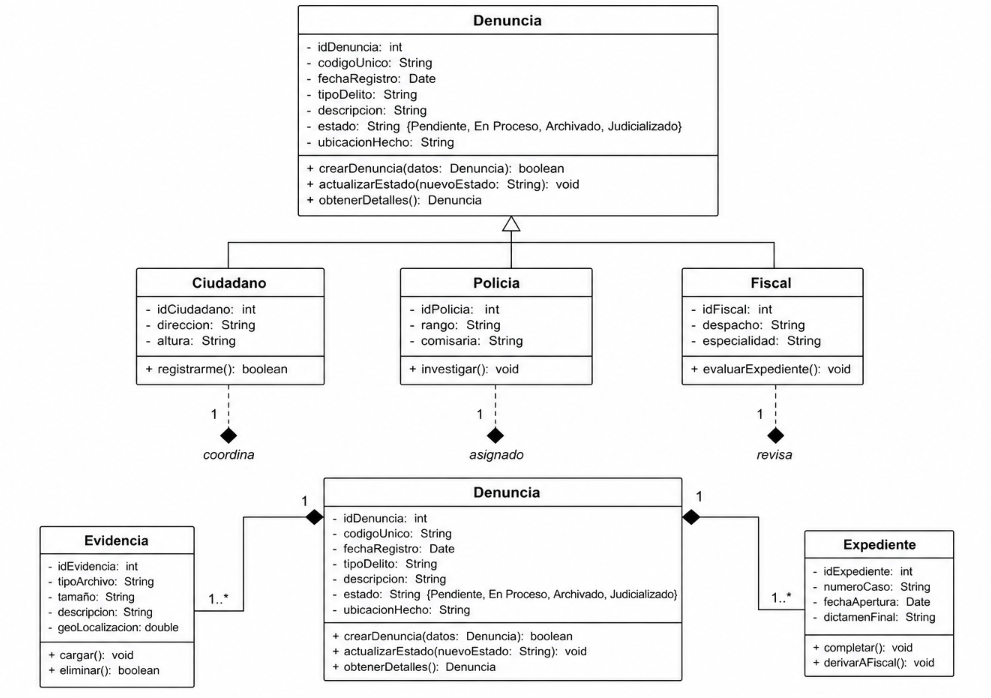 Denuncia
- idDenuncia: int
- codigoUnico: String
- fechaRegistro: Date
- tipoDelito: String
- descripcion: String
- estado: String {Pendiente, En Proceso, Archivado, Judicializado}
- ubicacionHecho: String
+ crearDenuncia(datos: Denuncia): boolean
+ actualizarEstado(nuevoEstado: String): void
+ obtenerDetalles(): Denuncia
Ciudadano
- idCiudadano: int
- direccion: String
- altura: String
+ registrarme(): boolean
1
coordina
Policia
- idPolicia: int
- rango: String
- comisaria: String
+ investigar(): void
1
asignado
Fiscal
- idFiscal: int
- despacho: String
- especialidad: String
+ evaluarExpediente(): void
1
revisa
Evidencia
- idEvidencia: int
- tipoArchivo: String
- tamaño: String
- descripcion: String
- geoLocalizacion: double
+ cargar(): void
+ eliminar(): boolean
1..*
1
Denuncia
- idDenuncia: int
- codigoUnico: String
- fechaRegistro: Date
- tipoDelito: String
- descripcion: String
- estado: String {Pendiente, En Proceso, Archivado, Judicializado}
- ubicacionHecho: String
+ crearDenuncia(datos: Denuncia): boolean
+ actualizarEstado(nuevoEstado: String): void
+ obtenerDetalles(): Denuncia
1
1..*
Expediente
- idExpediente: int
- numeroCaso: String
- fechaApertura: Date
- dictamenFinal: String
+ completar(): void
+ derivarAFiscal(): void